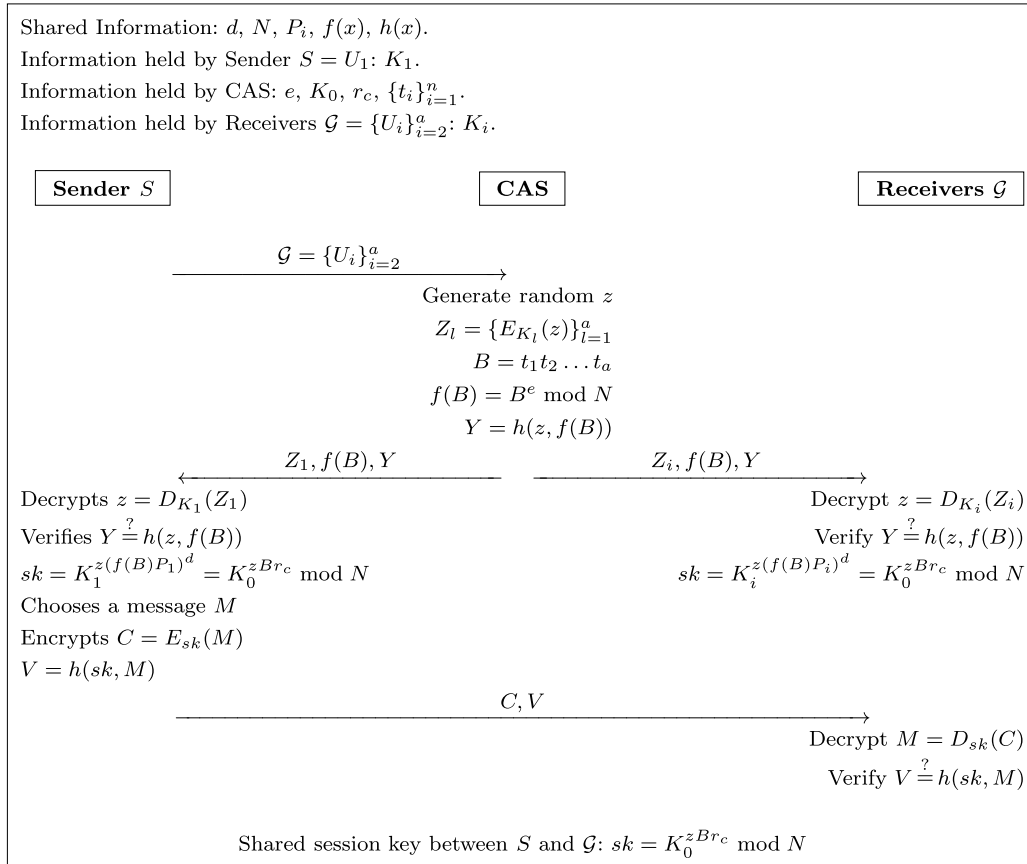 Shared Information: d, N, P_i, f(x), h(x).
Information held by Sender S = U_1: K_1.
Information held by CAS: e, K_0, r_c, {t_i}_{i=1}^n.
Information held by Receivers 𝒢 = {U_i}_{i=2}^a: K_i.
Sender S
CAS
Receivers 𝒢
𝒢 = {U_i}_{i=2}^a
Generate random z
Z_l = {E_{K_l}(z)}_{l=1}^a
B = t_1 t_2 … t_a
f(B) = B^e mod N
Y = h(z, f(B))
Z_1, f(B), Y
Z_i, f(B), Y
Decrypts z = D_{K_1}(Z_1)
Decrypt z = D_{K_i}(Z_i)
Verifies Y ≟ h(z, f(B))
Verify Y ≟ h(z, f(B))
sk = K_1^{z(f(B)P_1)^d} = K_0^{zBr_c} mod N
sk = K_i^{z(f(B)P_i)^d} = K_0^{zBr_c} mod N
Chooses a message M
Encrypts C = E_{sk}(M)
V = h(sk, M)
C, V
Decrypt M = D_{sk}(C)
Verify V ≟ h(sk, M)
Shared session key between S and 𝒢: sk = K_0^{zBr_c} mod N